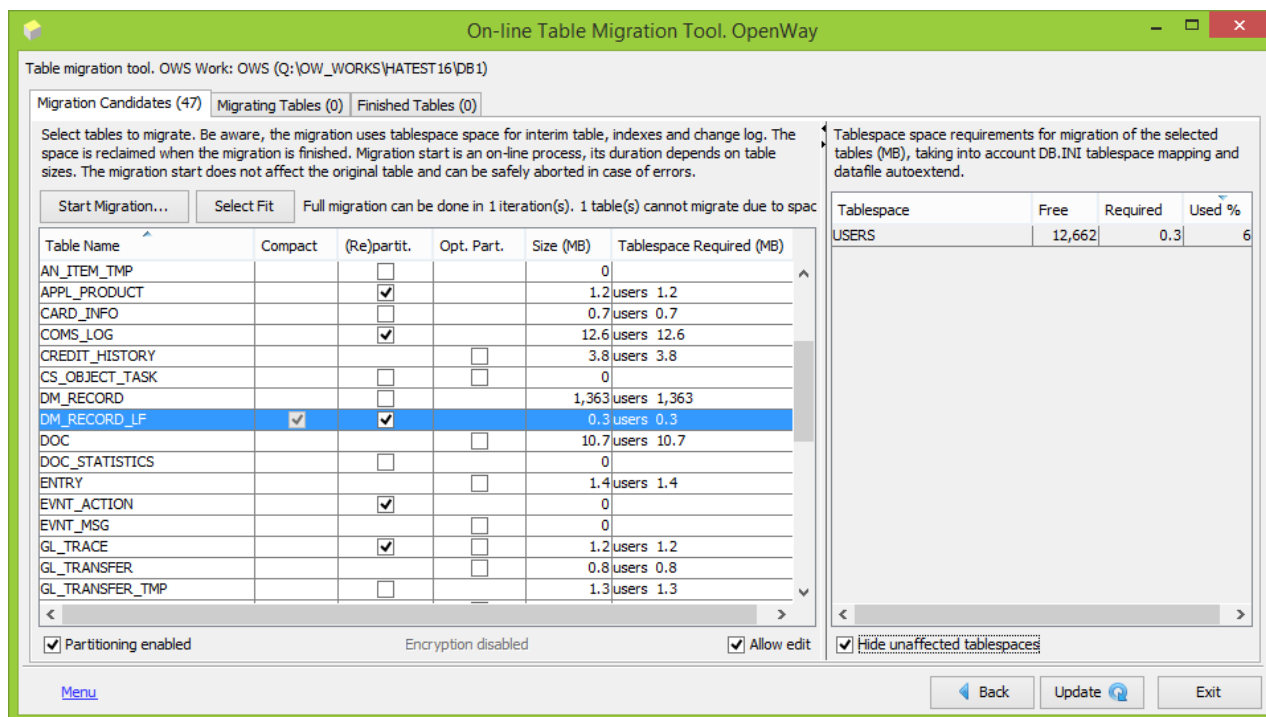 On-line Table Migration Tool. OpenWay
Table migration tool. OWS Work: OWS (Q:\OW_WORKS\HATEST16\DB1)
Migration Candidates (47) Migrating Tables (0) Finished Tables (0)
Select tables to migrate. Be aware, the migration uses tablespace space for interim table, indexes and change log. The
space is reclaimed when the migration is finished. Migration start is an on-line process, its duration depends on table
sizes. The migration start does not affect the original table and can be safely aborted in case of errors.
Start Migration... Select Fit Full migration can be done in 1 iteration(s). 1 table(s) cannot migrate due to spac
Table Name Compact (Re)partit. Opt. Part. Size (MB) Tablespace Required (MB)
AN_ITEM_TMP 0
APPL_PRODUCT 1.2 users 1.2
CARD_INFO 0.7 users 0.7
COMS_LOG 12.6 users 12.6
CREDIT_HISTORY 3.8 users 3.8
CS_OBJECT_TASK 0
DM_RECORD 1,363 users 1,363
DM_RECORD_LF 0.3 users 0.3
DOC 10.7 users 10.7
DOC_STATISTICS 0
ENTRY 1.4 users 1.4
EVNT_ACTION 0
EVNT_MSG 0
GL_TRACE 1.2 users 1.2
GL_TRANSFER 0.8 users 0.8
GL_TRANSFER_TMP 1.3 users 1.3
Partitioning enabled Encryption disabled Allow edit
Tablespace space requirements for migration of the selected
tables (MB), taking into account DB.INI tablespace mapping and
datafile autoextend.
Tablespace Free Required Used %
USERS 12,662 0.3 6
Hide unaffected tablespaces
Menu Back Update Exit